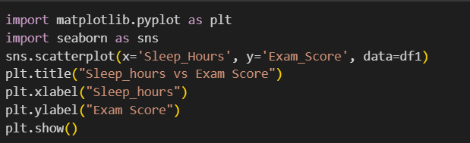 import matplotlib.pyplot as plt
import seaborn as sns
sns.scatterplot(x='Sleep_Hours', y='Exam_Score', data=df1)
plt.title("Sleep_hours vs Exam Score")
plt.xlabel("Sleep_hours")
plt.ylabel("Exam Score")
plt.show()